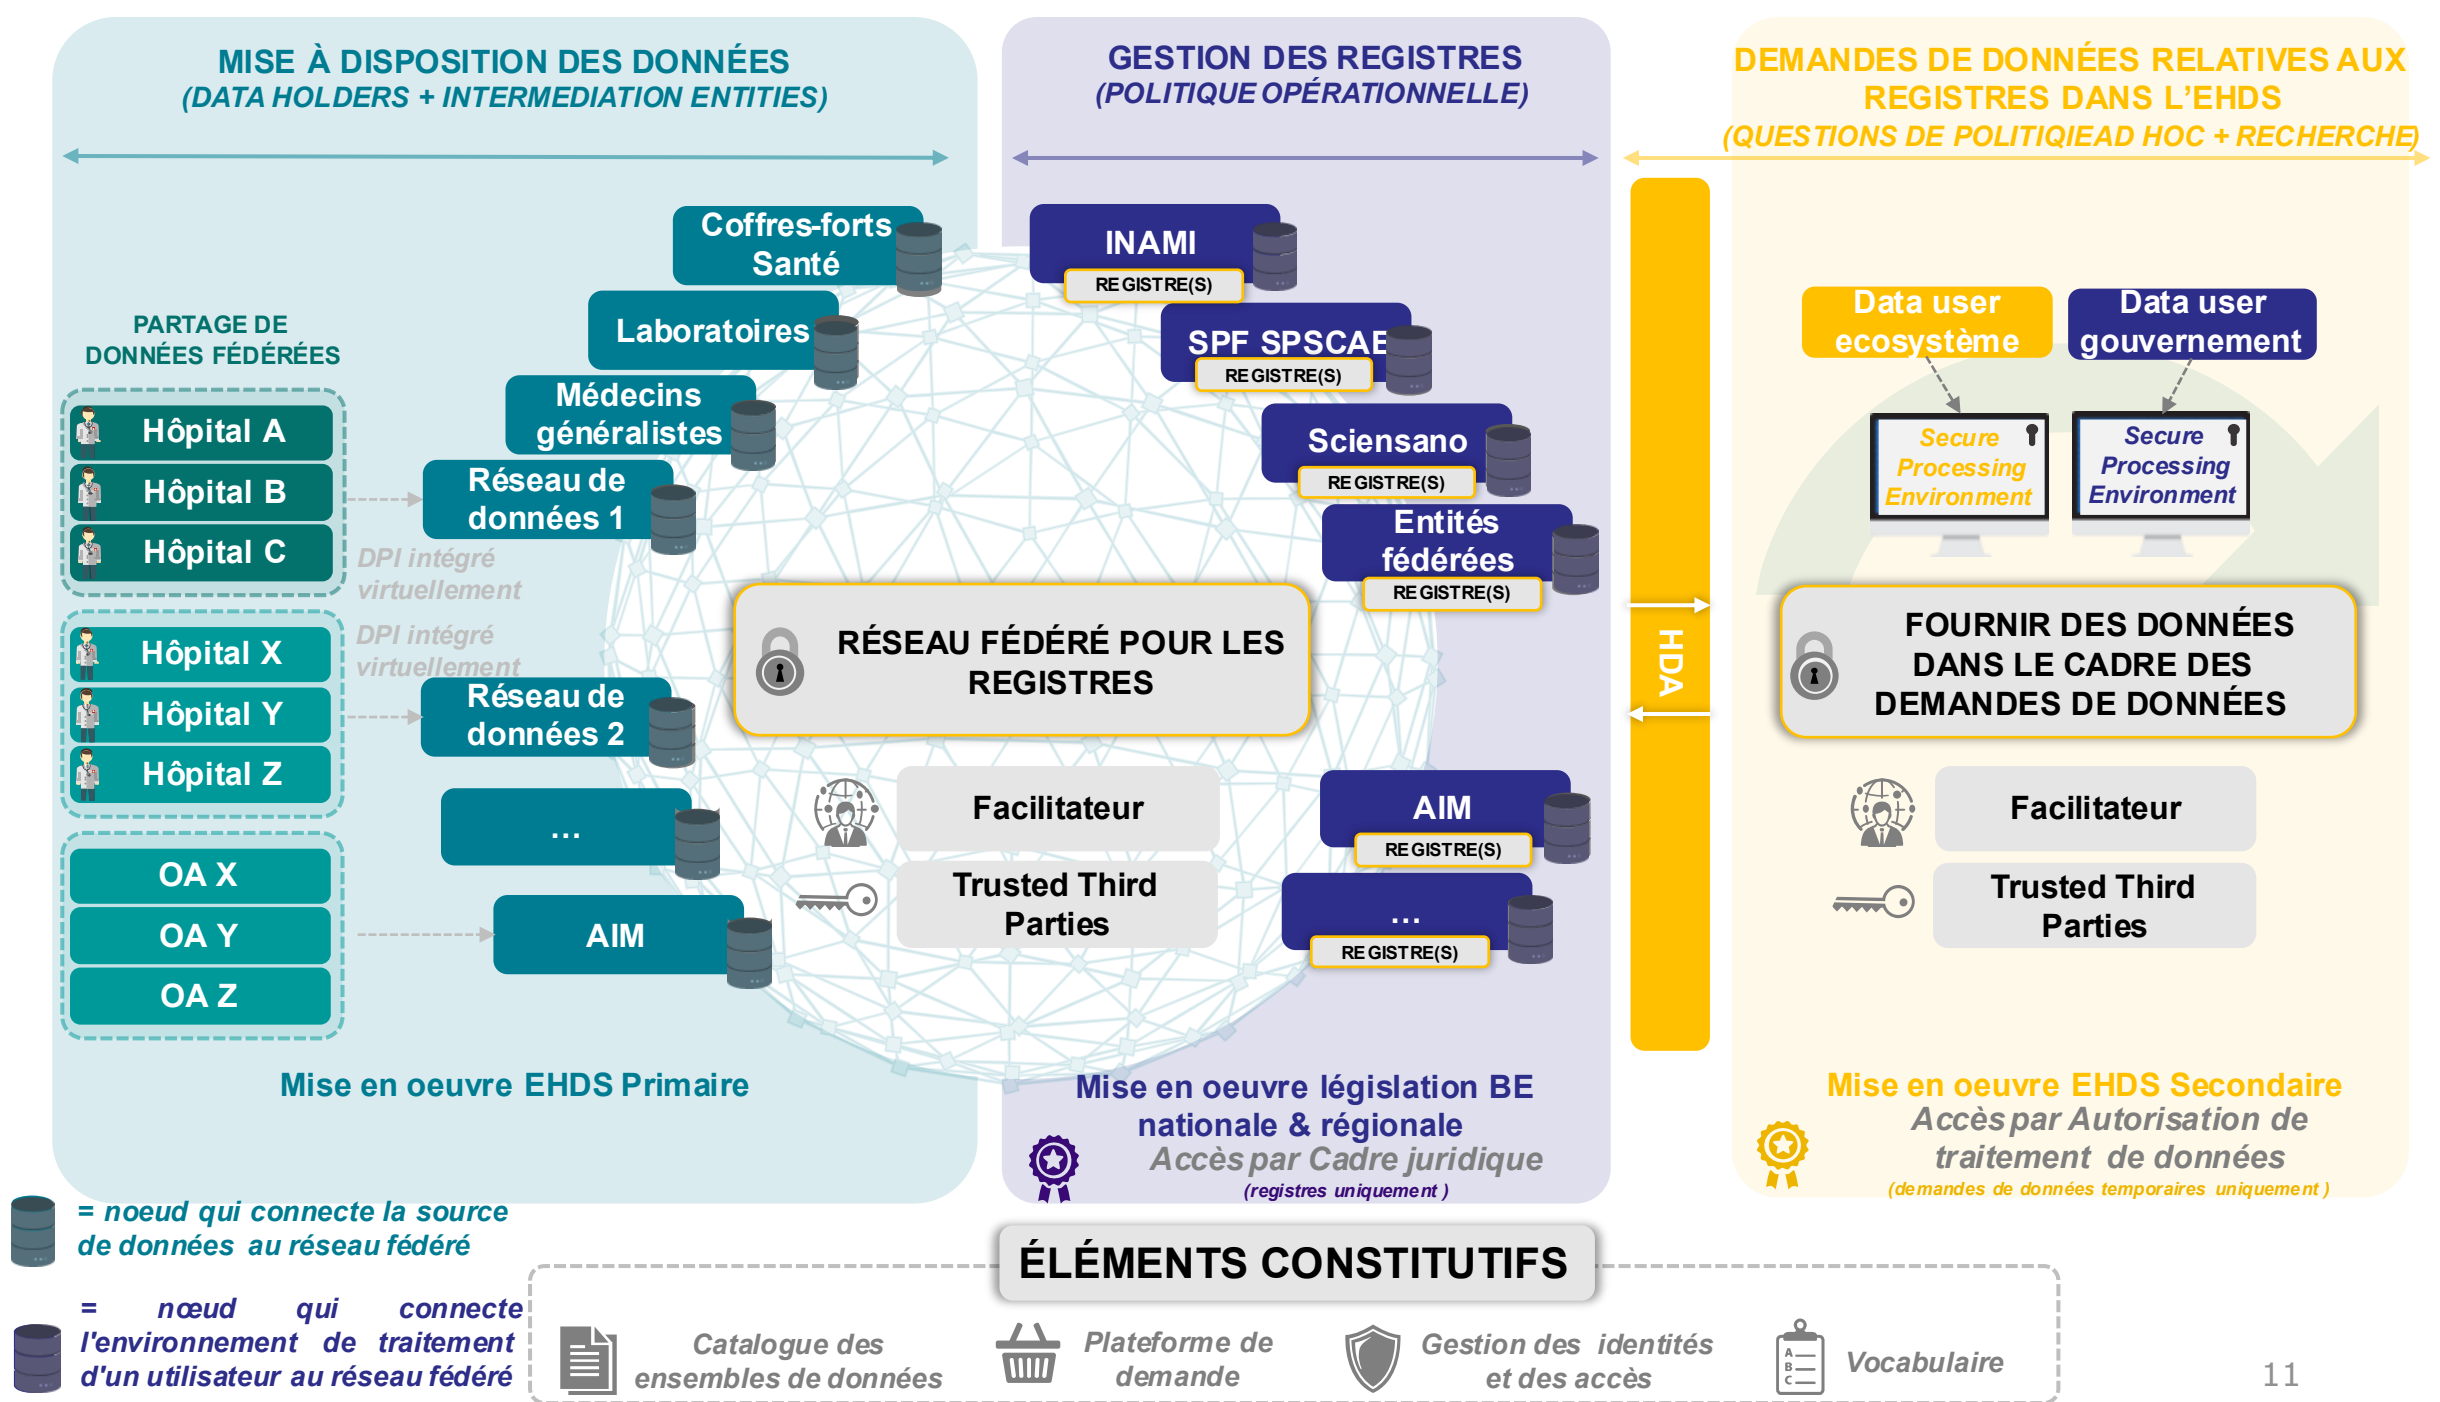 MISE À DISPOSITION DES DONNÉES
(DATA HOLDERS + INTERMEDIATION ENTITIES)
GESTION DES REGISTRES
(POLITIQUE OPÉRATIONNELLE)
DEMANDES DE DONNÉES RELATIVES AUX
REGISTRES DANS L'EHDS
(QUESTIONS DE POLITIQIEAD HOC + RECHERCHE)
PARTAGE DE
DONNÉES FÉDÉRÉES
Hôpital A
Hôpital B
Hôpital C
Hôpital X
Hôpital Y
Hôpital Z
OA X
OA Y
OA Z
DPI intégré
virtuellement
DPI intégré
virtuellement
Coffres-forts
Santé
Laboratoires
Médecins
généralistes
Réseau de
données 1
Réseau de
données 2
...
AIM
RÉSEAU FÉDÉRÉ POUR LES
REGISTRES
Facilitateur
Trusted Third
Parties
INAMI
REGISTRE(S)
SPF SPSCAE
REGISTRE(S)
Sciensano
REGISTRE(S)
Entités
fédérées
REGISTRE(S)
AIM
REGISTRE(S)
...
REGISTRE(S)
HDA
Data user
ecosystème
Data user
gouvernement
Secure
Processing
Environment
Secure
Processing
Environment
FOURNIR DES DONNÉES
DANS LE CADRE DES
DEMANDES DE DONNÉES
Facilitateur
Trusted Third
Parties
Mise en oeuvre EHDS Primaire
Mise en oeuvre législation BE
nationale & régionale
Accès par Cadre juridique
(registres uniquement)
Mise en oeuvre EHDS Secondaire
Accès par Autorisation de
traitement de données
(demandes de données temporaires uniquement)
= noeud qui connecte la source
de données au réseau fédéré
= nœud qui connecte
l'environnement de traitement
d'un utilisateur au réseau fédéré
ÉLÉMENTS CONSTITUTIFS
Catalogue des
ensembles de données
Plateforme de
demande
Gestion des identités
et des accès
A
B
C
Vocabulaire
11